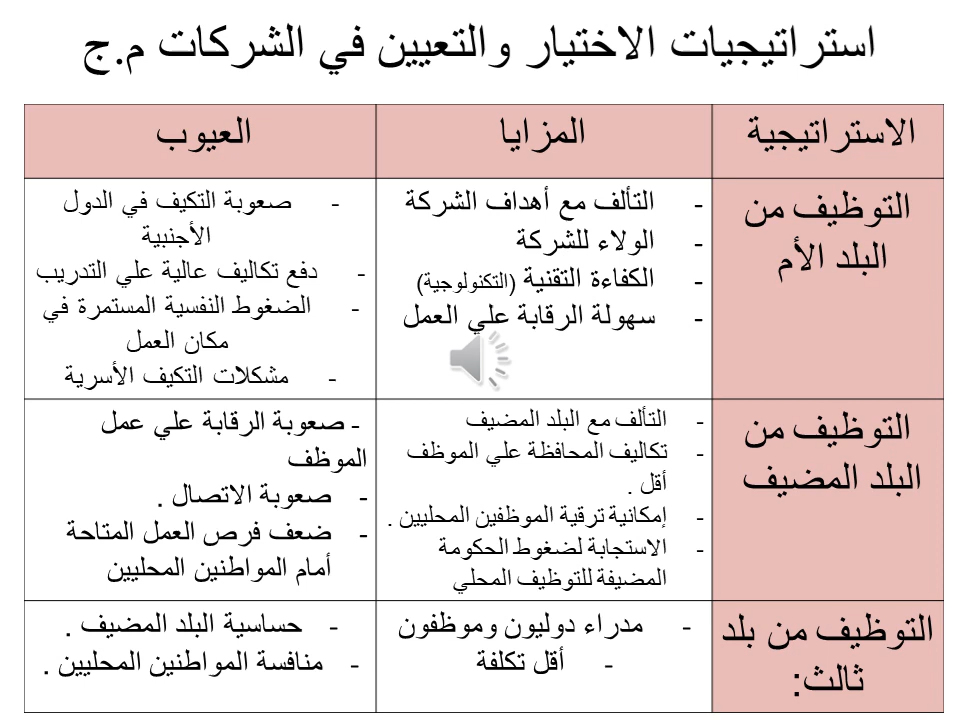 استراتيجيات الاختيار والتعيين في الشركات م.ج
الاستراتيجية
المزايا
العيوب
التوظيف من
البلد الأم
- التألف مع أهداف الشركة
- الولاء للشركة
- الكفاءة التقنية (التكنولوجية)
- سهولة الرقابة علي العمل
- صعوبة التكيف في الدول
الأجنبية
- دفع تكاليف عالية علي التدريب
- الضغوط النفسية المستمرة في
مكان العمل
- مشكلات التكيف الأسرية
التوظيف من
البلد المضيف
- التألف مع البلد المضيف
- تكاليف المحافظة علي الموظف
أقل .
- إمكانية ترقية الموظفين المحليين .
- الاستجابة لضغوط الحكومة
المضيفة للتوظيف المحلي
- صعوبة الرقابة علي عمل
الموظف
- صعوبة الاتصال .
- ضعف فرص العمل المتاحة
أمام المواطنين المحليين
التوظيف من بلد
ثالث:
- مدراء دوليون وموظفون
- أقل تكلفة
- حساسية البلد المضيف .
- منافسة المواطنين المحليين .